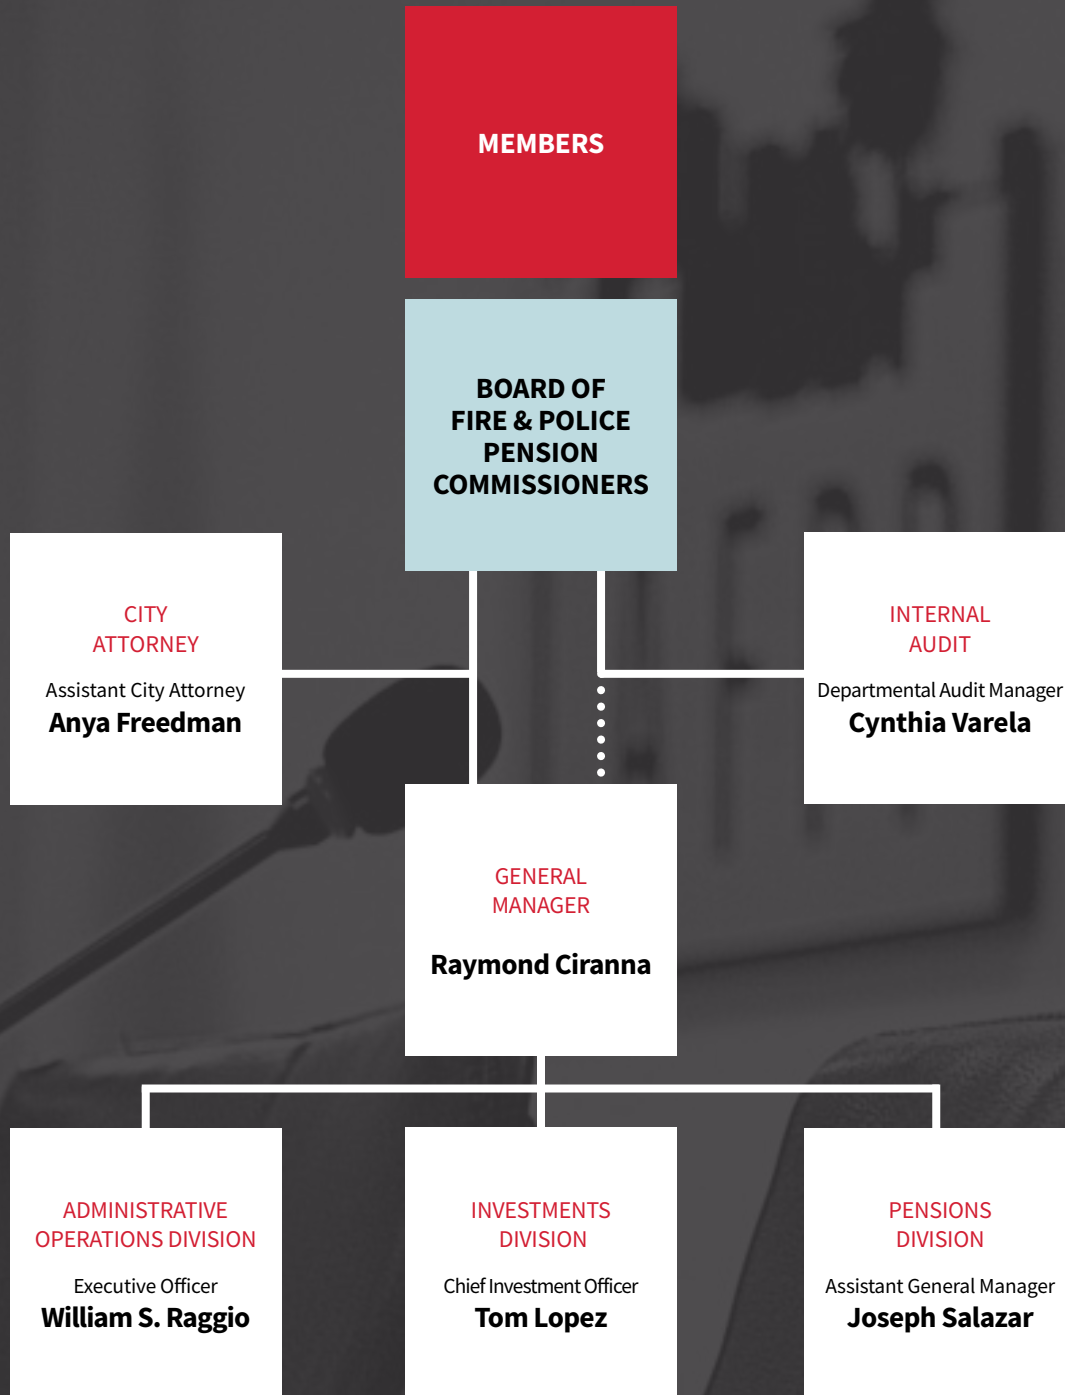 MEMBERS
BOARD OF
FIRE & POLICE
PENSION
COMMISSIONERS
CITY
ATTORNEY
Assistant City Attorney
Anya Freedman
INTERNAL
AUDIT
Departmental Audit Manager
Cynthia Varela
GENERAL
MANAGER
Raymond Ciranna
ADMINISTRATIVE
OPERATIONS DIVISION
Executive Officer
William S. Raggio
INVESTMENTS
DIVISION
Chief Investment Officer
Tom Lopez
PENSIONS
DIVISION
Assistant General Manager
Joseph Salazar